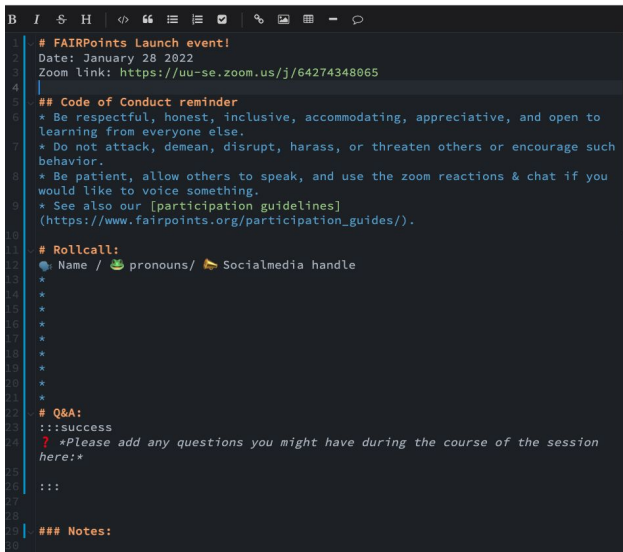 B I S H </>
1 # FAIRPoints Launch event!
2 Date: January 28 2022
3 Zoom link: https://uu-se.zoom.us/j/64274348065
4
5 ## Code of Conduct reminder
6 * Be respectful, honest, inclusive, accommodating, appreciative, and open to
learning from everyone else.
7 * Do not attack, demean, disrupt, harass, or threaten others or encourage such
behavior.
8 * Be patient, allow others to speak, and use the zoom reactions & chat if you
would like to voice something.
9 * See also our [participation guidelines]
(https://www.fairpoints.org/participation_guides/).
10
11 # Rollcall:
12 🗣️ Name / 🐸 pronouns/ 📣 Socialmedia handle
13 *
14 *
15 *
16 *
17 *
18 *
19 *
20 *
21 *
22 # Q&A:
23 :::success
24 ❓ *Please add any questions you might have during the course of the session
here:*
25
26 :::
27
28
29 ### Notes:
30